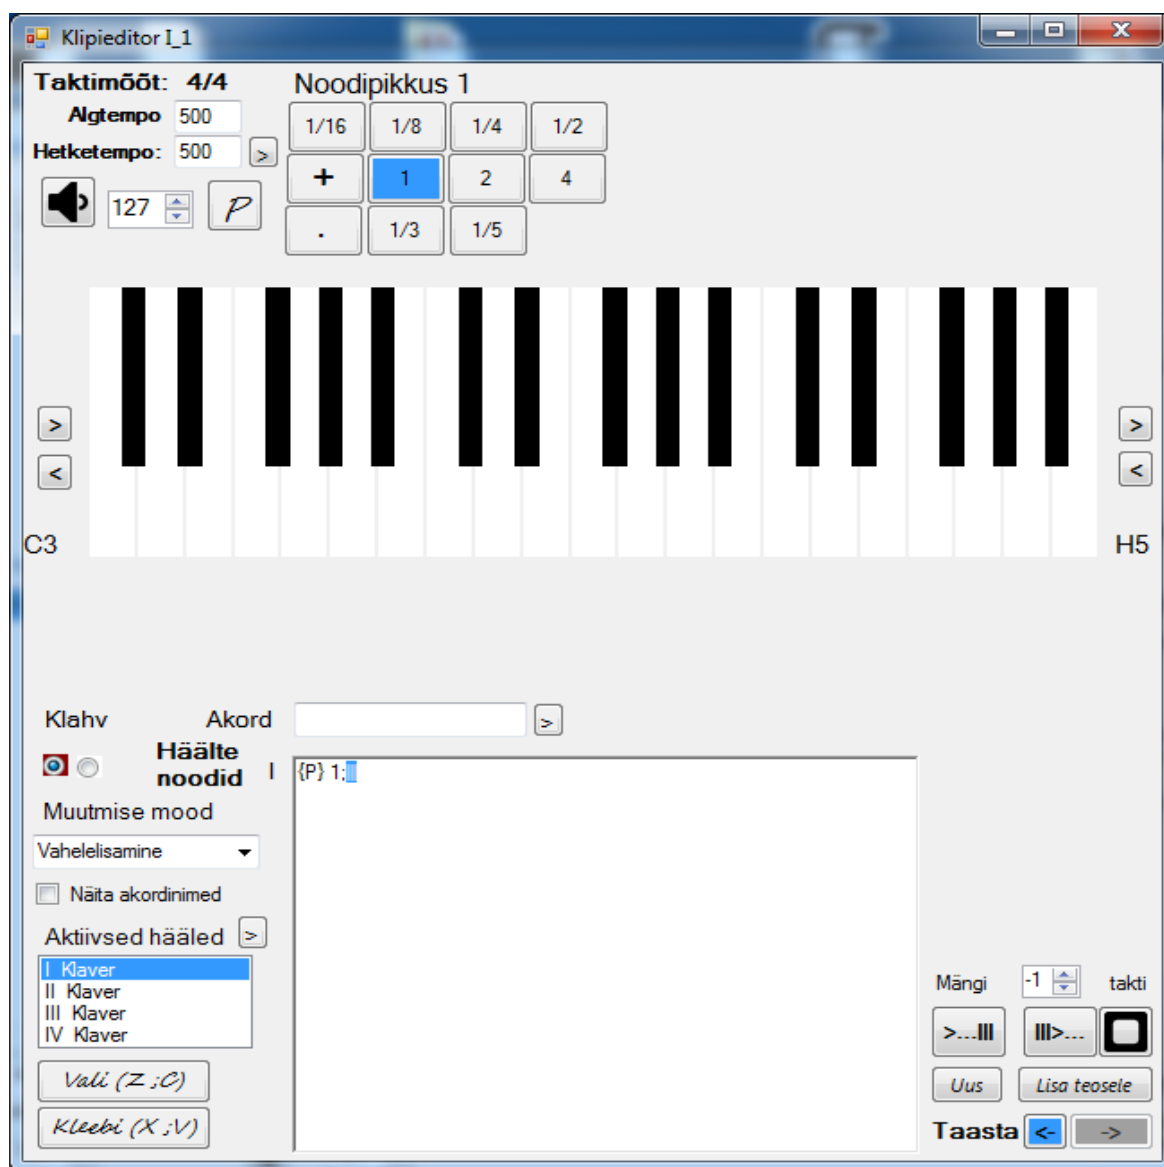 Klipieditor I_1
Taktimõõt: 4/4
Noodipikkus 1
Algtempo 500
Hetketempo: 500 >
127 P
1/16 1/8 1/4 1/2
+ 1 2 4
. 1/3 1/5
> >
< <
C3 H5
Klahv Akord >
Häälte noodid I
{P} 1;|||
Muutmise mood
Vahelelisamine
Näita akordinimed
Aktiivsed hääled >
I Klaver
II Klaver
III Klaver
IV Klaver
Vali (Z ;C)
Kleebi (X ;V)
Mängi -1 takti
>...III III>...
Uus Lisa teosele
Taasta <- ->